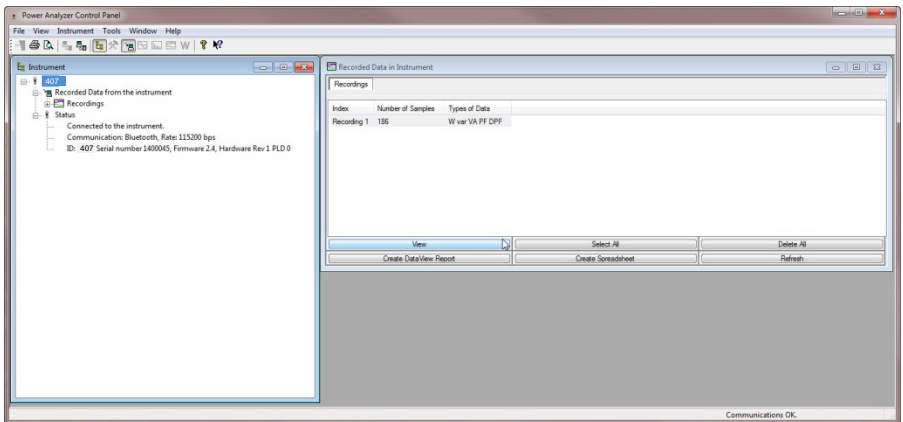 Power Analyzer Control Panel
File View Instrument Tools Window Help
W
Instrument
407
Recorded Data from the instrument
Recordings
Status
Connected to the instrument.
Communication: Bluetooth, Rate: 115200 bps
ID: 407 Serial number 1400045, Firmware 2.4, Hardware Rev 1 PLD 0
Recorded Data in Instrument
Recordings
Index Number of Samples Types of Data
Recording 1 186 W var VA PF DPF
View Select All Delete All
Create DataView Report Create Spreadsheet Refresh
Communications OK.